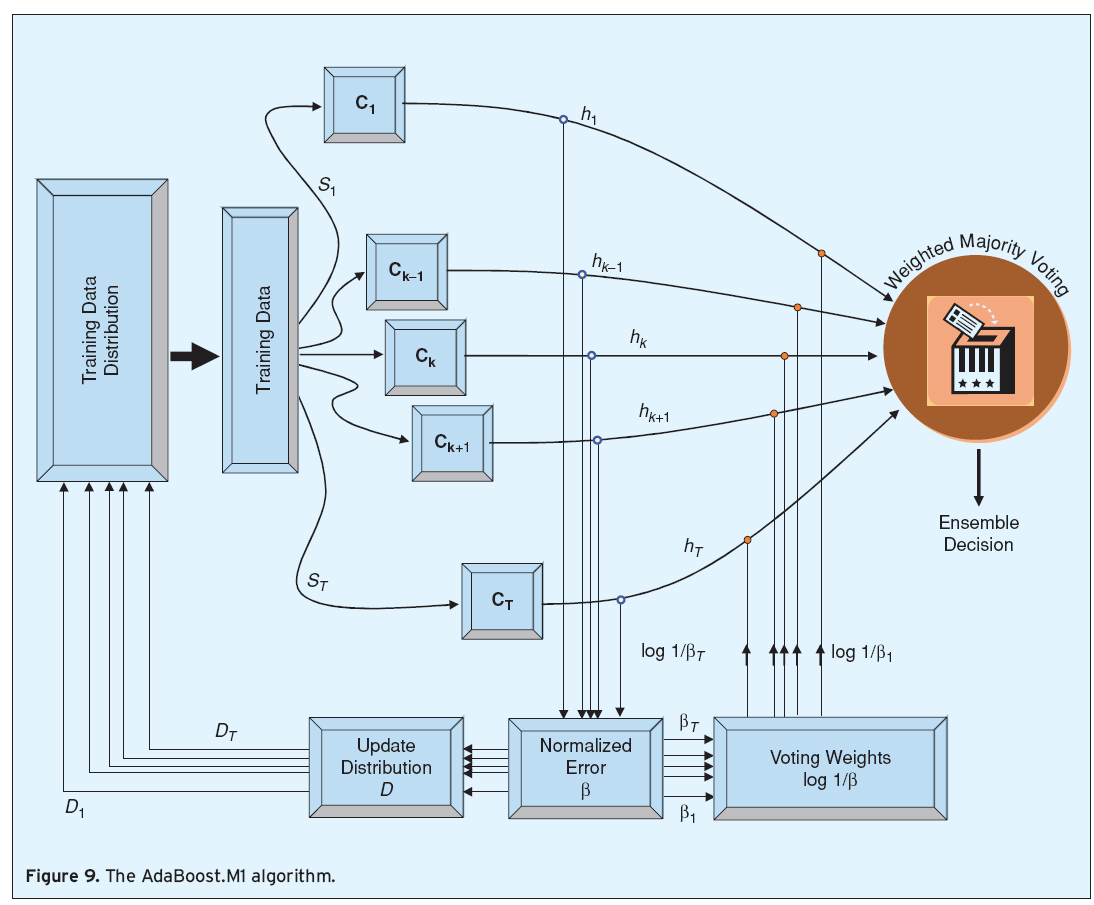 C1
h1
S1
Weighted Majority Voting
Training Data
Distribution
Training Data
Ck–1
hk–1
Ck
hk
Ck+1
hk+1
Ensemble
Decision
hT
ST
CT
log 1/βT
log 1/β1
DT
D1
Update
Distribution
D
Normalized
Error
β
βT
β1
Voting Weights
log 1/β
Figure 9. The AdaBoost.M1 algorithm.